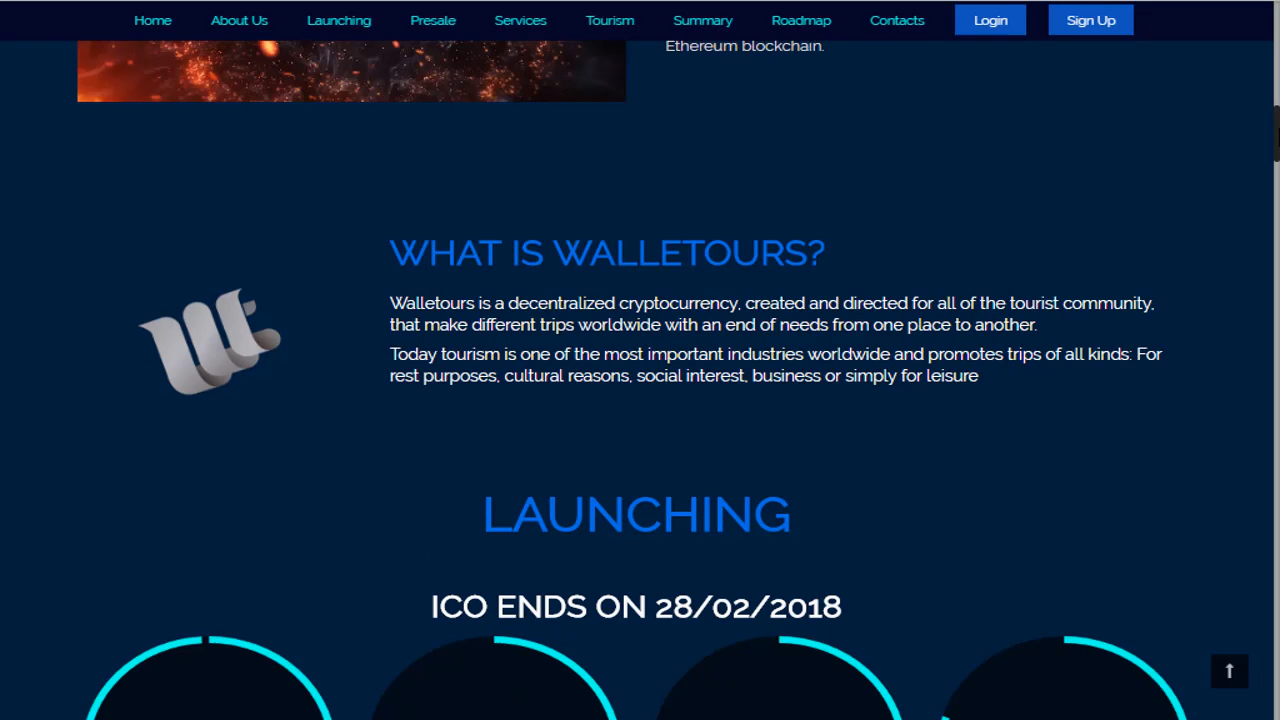 Home About Us Launching Presale Services Tourism Summary Roadmap Contacts Login Sign Up
Ethereum blockchain.
WHAT IS WALLETOURS?
Walletours is a decentralized cryptocurrency, created and directed for all of the tourist community,
that make different trips worldwide with an end of needs from one place to another.
Today tourism is one of the most important industries worldwide and promotes trips of all kinds: For
rest purposes, cultural reasons, social interest, business or simply for leisure
LAUNCHING
ICO ENDS ON 28/02/2018